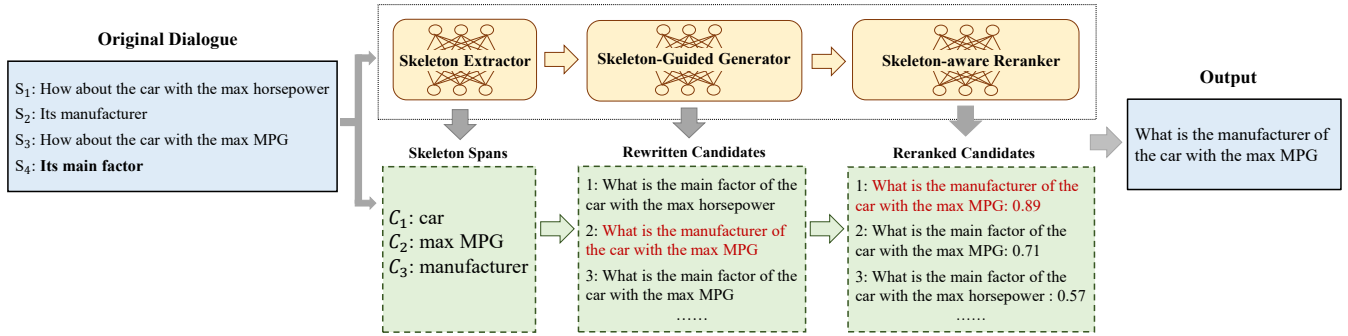 Original Dialogue
S1: How about the car with the max horsepower
S2: Its manufacturer
S3: How about the car with the max MPG
S4: Its main factor
Skeleton Extractor
Skeleton-Guided Generator
Skeleton-aware Reranker
Skeleton Spans
C1: car
C2: max MPG
C3: manufacturer
Rewritten Candidates
1: What is the main factor of the
car with the max horsepower
2: What is the manufacturer of
the car with the max MPG
3: What is the main factor of the
car with the max MPG
……
Reranked Candidates
1: What is the manufacturer of the
car with the max MPG: 0.89
2: What is the main factor of the
car with the max MPG: 0.71
3: What is the main factor of the
car with the max horsepower : 0.57
……
Output
What is the manufacturer of
the car with the max MPG